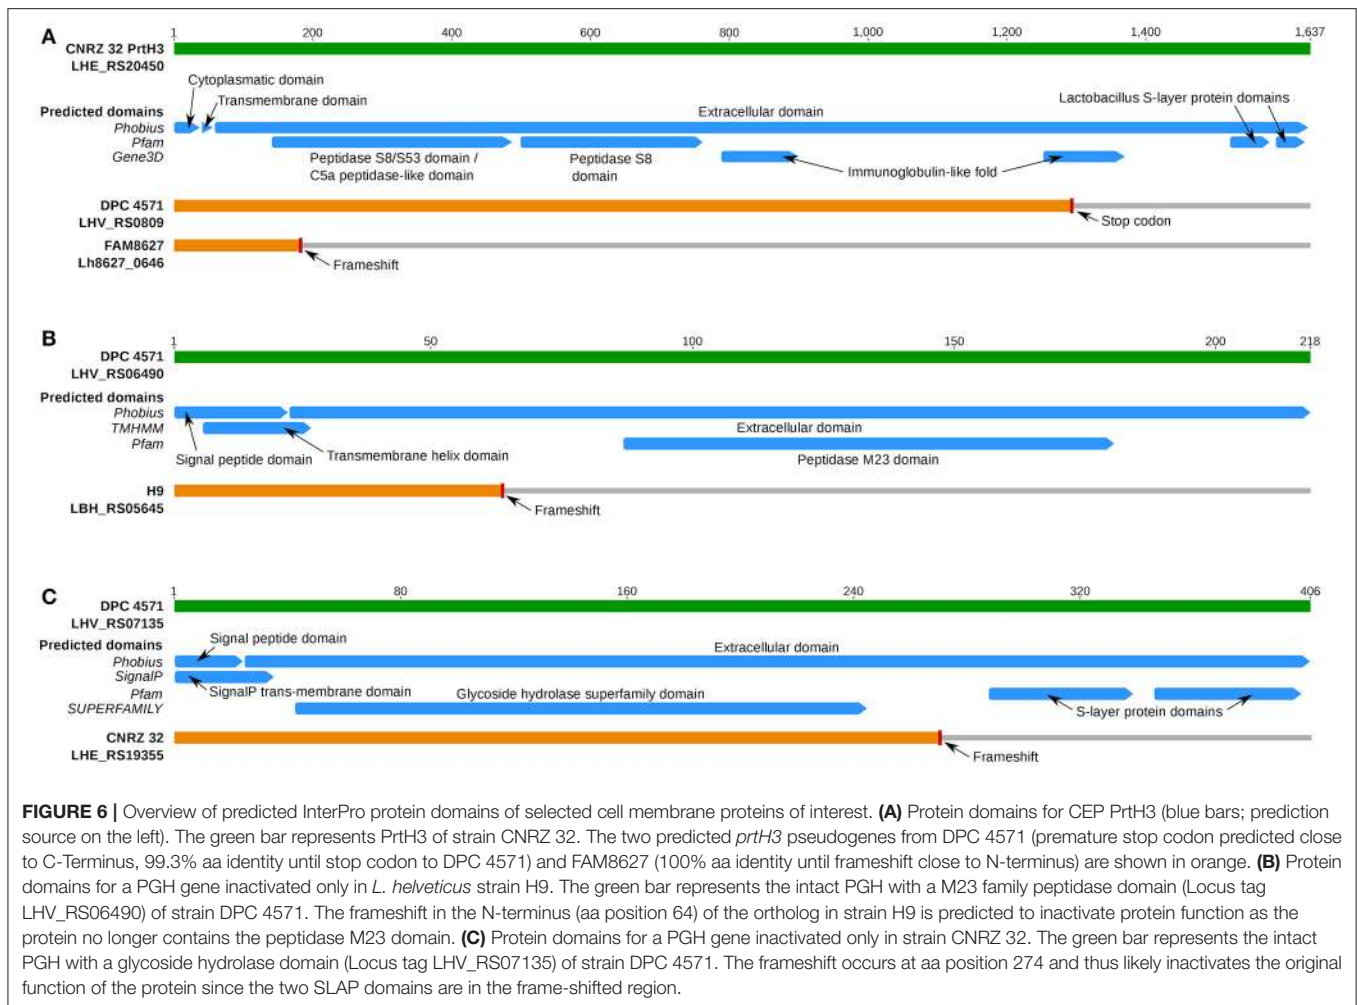 A
1 200 400 600 800 1,000 1,200 1,400 1,637
CNRZ 32 PrtH3
LHE_RS20450
Cytoplasmatic domain
Transmembrane domain
Lactobacillus S-layer protein domains
Predicted domains
Extracellular domain
Phobius
Pfam
Gene3D
Peptidase S8/S53 domain /
C5a peptidase-like domain
Peptidase S8
domain
Immunoglobulin-like fold
DPC 4571
LHV_RS0809
Stop codon
FAM8627
Lh8627_0646
Frameshift
B
1 50 100 150 200 218
DPC 4571
LHV_RS06490
Predicted domains
Phobius
TMHMM
Extracellular domain
Pfam
Signal peptide domain
Transmembrane helix domain
Peptidase M23 domain
H9
LBH_RS05645
Frameshift
C
1 80 160 240 320 406
DPC 4571
LHV_RS07135
Predicted domains
Signal peptide domain
Extracellular domain
Phobius
SignalP
Pfam
SignalP trans-membrane domain
Glycoside hydrolase superfamily domain
SUPERFAMILY
S-layer protein domains
CNRZ 32
LHE_RS19355
Frameshift
FIGURE 6 | Overview of predicted InterPro protein domains of selected cell membrane proteins of interest. (A) Protein domains for CEP PrtH3 (blue bars; prediction
source on the left). The green bar represents PrtH3 of strain CNRZ 32. The two predicted prtH3 pseudogenes from DPC 4571 (premature stop codon predicted close
to C-Terminus, 99.3% aa identity until stop codon to DPC 4571) and FAM8627 (100% aa identity until frameshift close to N-terminus) are shown in orange. (B) Protein
domains for a PGH gene inactivated only in L. helveticus strain H9. The green bar represents the intact PGH with a M23 family peptidase domain (Locus tag
LHV_RS06490) of strain DPC 4571. The frameshift in the N-terminus (aa position 64) of the ortholog in strain H9 is predicted to inactivate protein function as the
protein no longer contains the peptidase M23 domain. (C) Protein domains for a PGH gene inactivated only in strain CNRZ 32. The green bar represents the intact
PGH with a glycoside hydrolase domain (Locus tag LHV_RS07135) of strain DPC 4571. The frameshift occurs at aa position 274 and thus likely inactivates the original
function of the protein since the two SLAP domains are in the frame-shifted region.